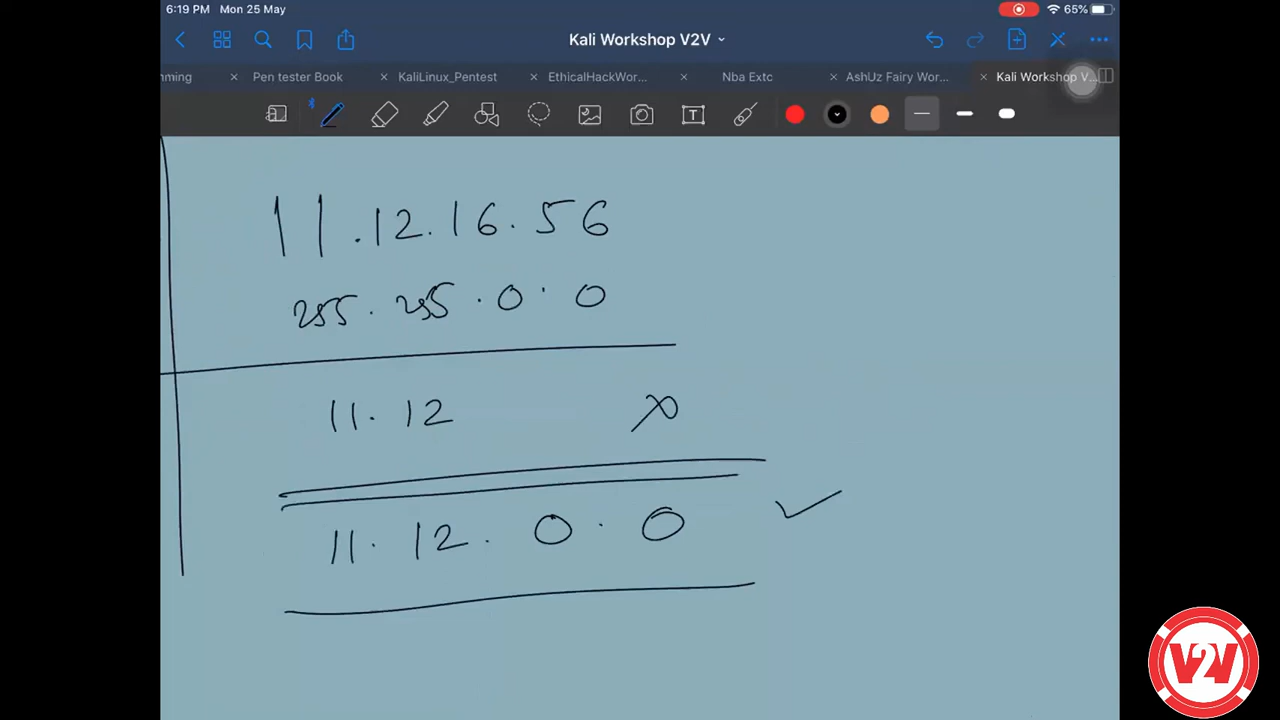 6:19 PM Mon 25 May
65%
Kali Workshop V2V
mming
Pen tester Book
KaliLinux_Pentest
EthicalHackWor...
Nba Extc
AshUz Fairy Wor...
Kali Workshop V...
T
11.12.16.56
255.255.0.0
11.12
11.12.0.0
V2V